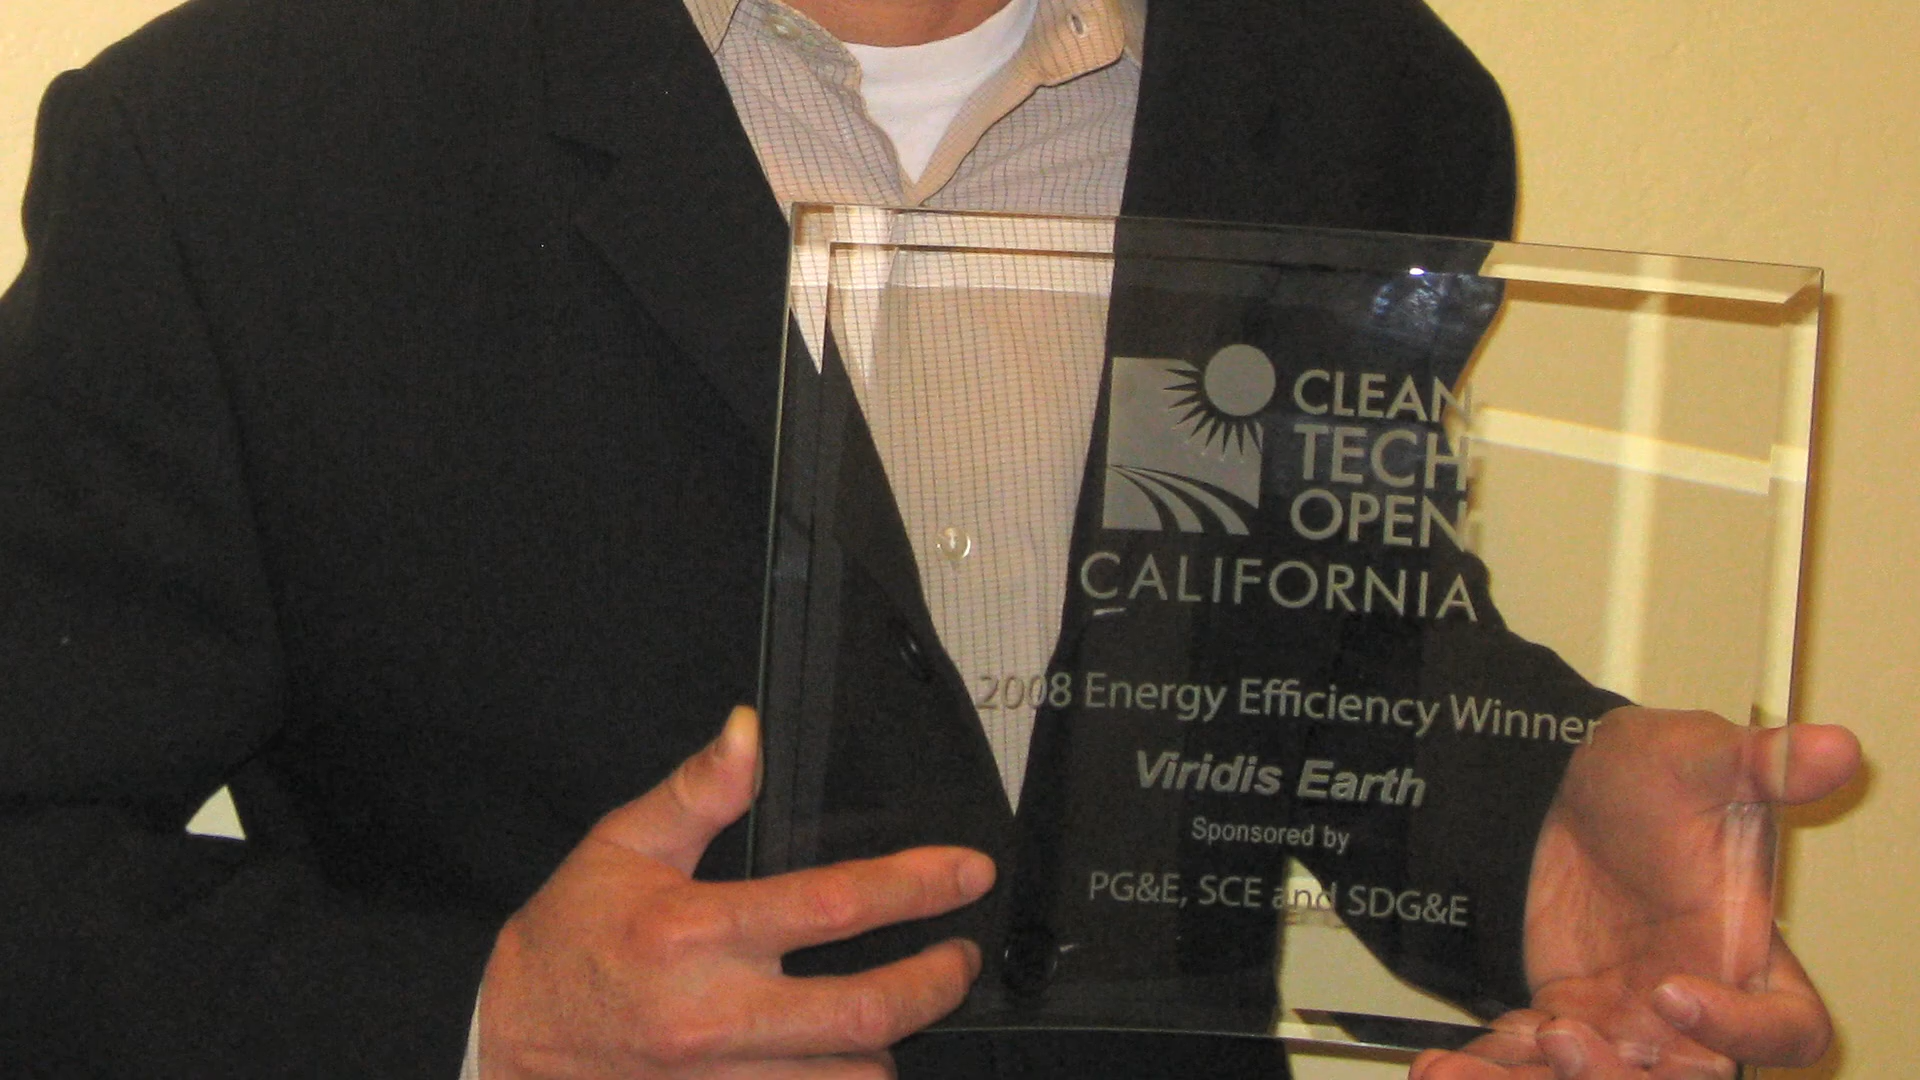 CLEAN
TECH
OPEN
CALIFORNIA
2008 Energy Efficiency Winner
Viridis Earth
Sponsored by
PG&E, SCE and SDG&E